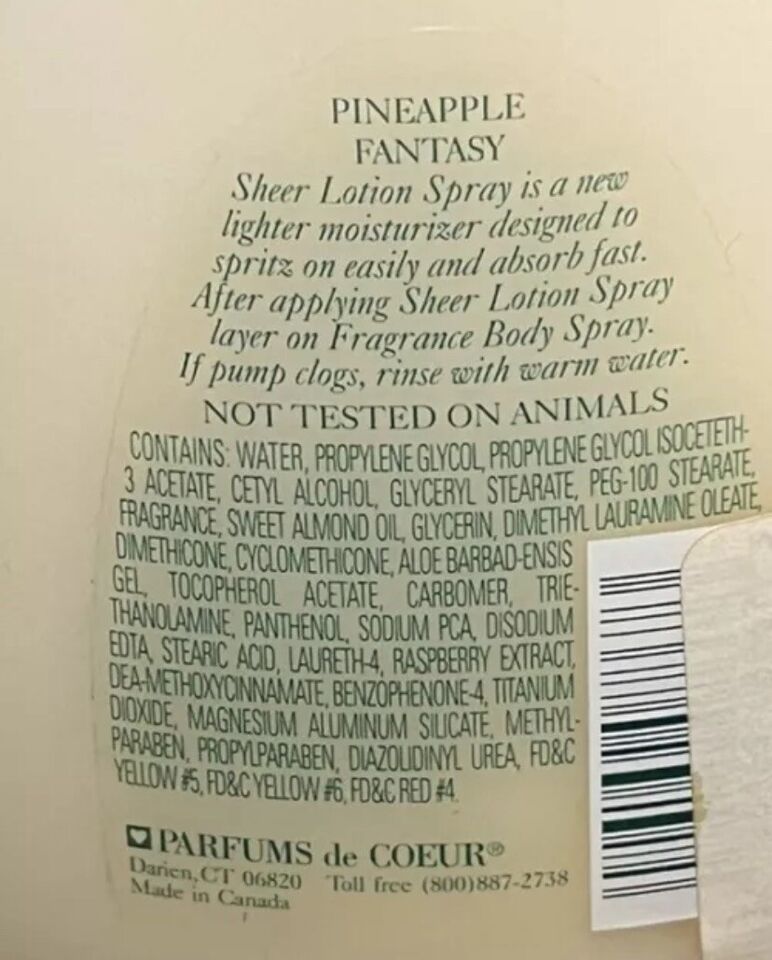 PINEAPPLE
FANTASY
Sheer Lotion Spray is a new
lighter moisturizer designed to
spritz on easily and absorb fast.
After applying Sheer Lotion Spray
layer on Fragrance Body Spray.
If pump clogs, rinse with warm water.
NOT TESTED ON ANIMALS
CONTAINS: WATER, PROPYLENE GLYCOL, PROPYLENE GLYCOL ISOCETETH-
3 ACETATE, CETYL ALCOHOL, GLYCERYL STEARATE, PEG-100 STEARATE,
FRAGRANCE, SWEET ALMOND OIL, GLYCERIN, DIMETHYL LAURAMINE OLEATE,
DIMETHICONE, CYCLOMETHICONE, ALOE BARBAD-ENSIS
GEL, TOCOPHEROL ACETATE, CARBOMER, TRIE-
THANOLAMINE, PANTHENOL, SODIUM PCA, DISODIUM
EDTA, STEARIC ACID, LAURETH-4, RASPBERRY EXTRACT,
DEA-METHOXYCINNAMATE, BENZOPHENONE-4, TITANIUM
DIOXIDE, MAGNESIUM ALUMINUM SILICATE, METHYL-
PARABEN, PROPYLPARABEN, DIAZOLIDINYL UREA, FD&C
YELLOW #5, FD&C YELLOW #6, FD&C RED #4.
PARFUMS de COEUR®
Darien, CT 06820 Toll free (800)887-2738
Made in Canada